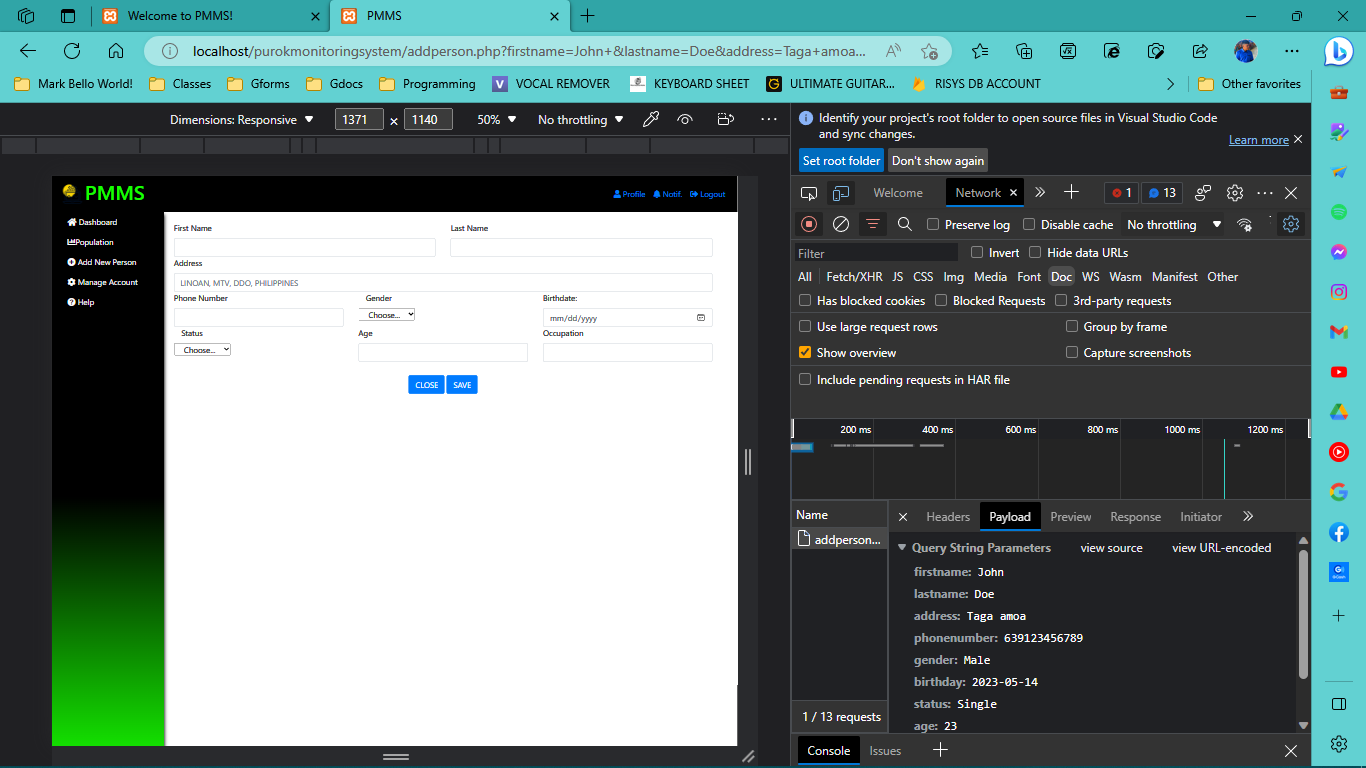 Welcome to PMMS!
PMMS
localhost/purokmonitoringsystem/addperson.php?firstname=John+&lastname=Doe&address=Taga+amoa...
Mark Bello World!
Classes
Gforms
Gdocs
Programming
VOCAL REMOVER
KEYBOARD SHEET
ULTIMATE GUITAR...
RISYS DB ACCOUNT
Other favorites
Dimensions: Responsive
1371 × 1140
50%
No throttling
PMMS
Profile
Notif.
Logout
Dashboard
Population
Add New Person
Manage Account
Help
First Name
Last Name
Address
LINOAN, MTV, DDO, PHILIPPINES
Phone Number
Gender
Birthdate:
Choose...
mm/dd/yyyy
Status
Age
Occupation
Choose...
CLOSE
SAVE
Identify your project's root folder to open source files in Visual Studio Code
and sync changes.
Learn more
Set root folder
Don't show again
Welcome
Network
1
13
Preserve log
Disable cache
No throttling
Filter
Invert
Hide data URLs
All
Fetch/XHR
JS
CSS
Img
Media
Font
Doc
WS
Wasm
Manifest
Other
Has blocked cookies
Blocked Requests
3rd-party requests
Use large request rows
Group by frame
Show overview
Capture screenshots
Include pending requests in HAR file
200 ms
400 ms
600 ms
800 ms
1000 ms
1200 ms
Name
Headers
Payload
Preview
Response
Initiator
addperson...
Query String Parameters
view source
view URL-encoded
firstname: John
lastname: Doe
address: Taga amoa
phonenumber: 639123456789
gender: Male
birthday: 2023-05-14
status: Single
age: 23
1 / 13 requests
Console
Issues